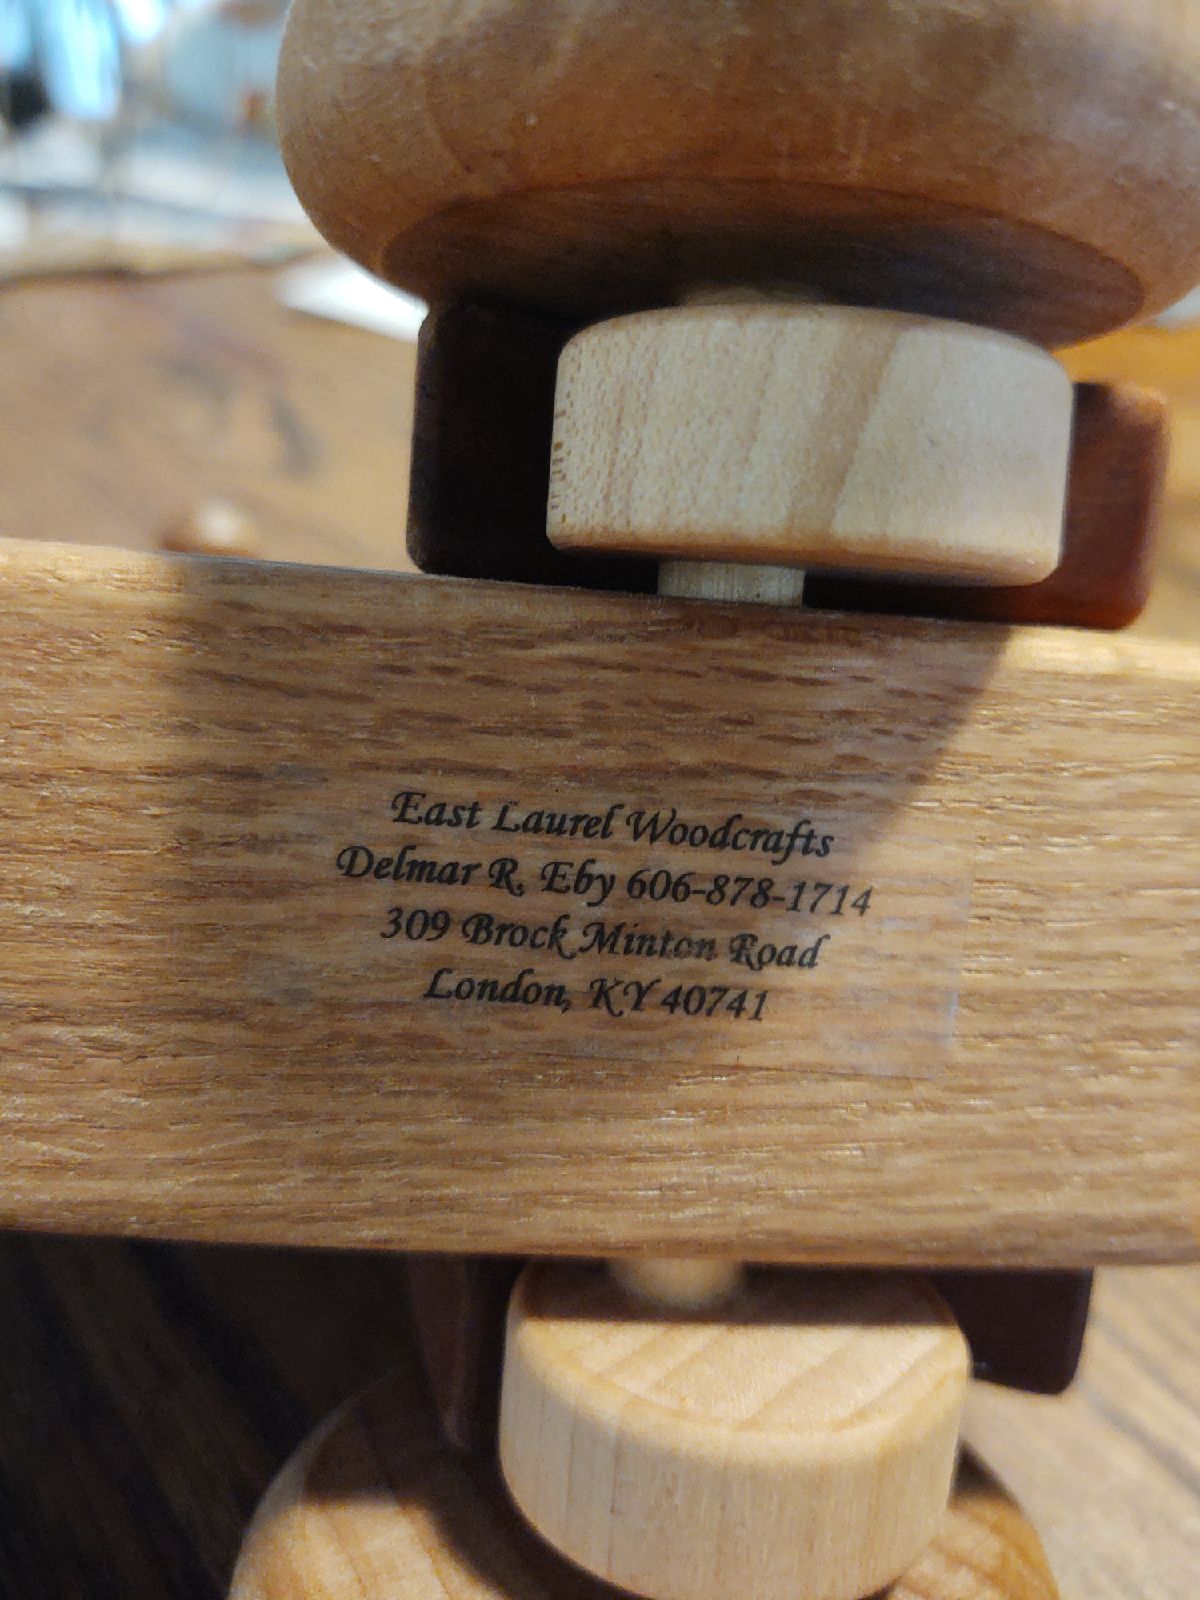 East Laurel Woodcrafts
Delmar R. Eby 606-878-1714
309 Brock Minton Road
London, KY 40741